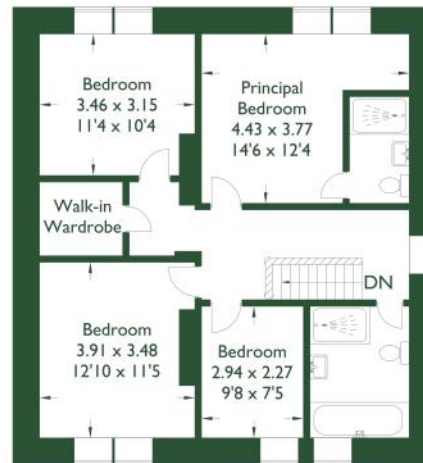 Bedroom
3.46 x 3.15
11'4 x 10'4
Principal
Bedroom
4.43 x 3.77
14'6 x 12'4
Walk-in
Wardrobe
DN
Bedroom
3.91 x 3.48
12'10 x 11'5
Bedroom
2.94 x 2.27
9'8 x 7'5